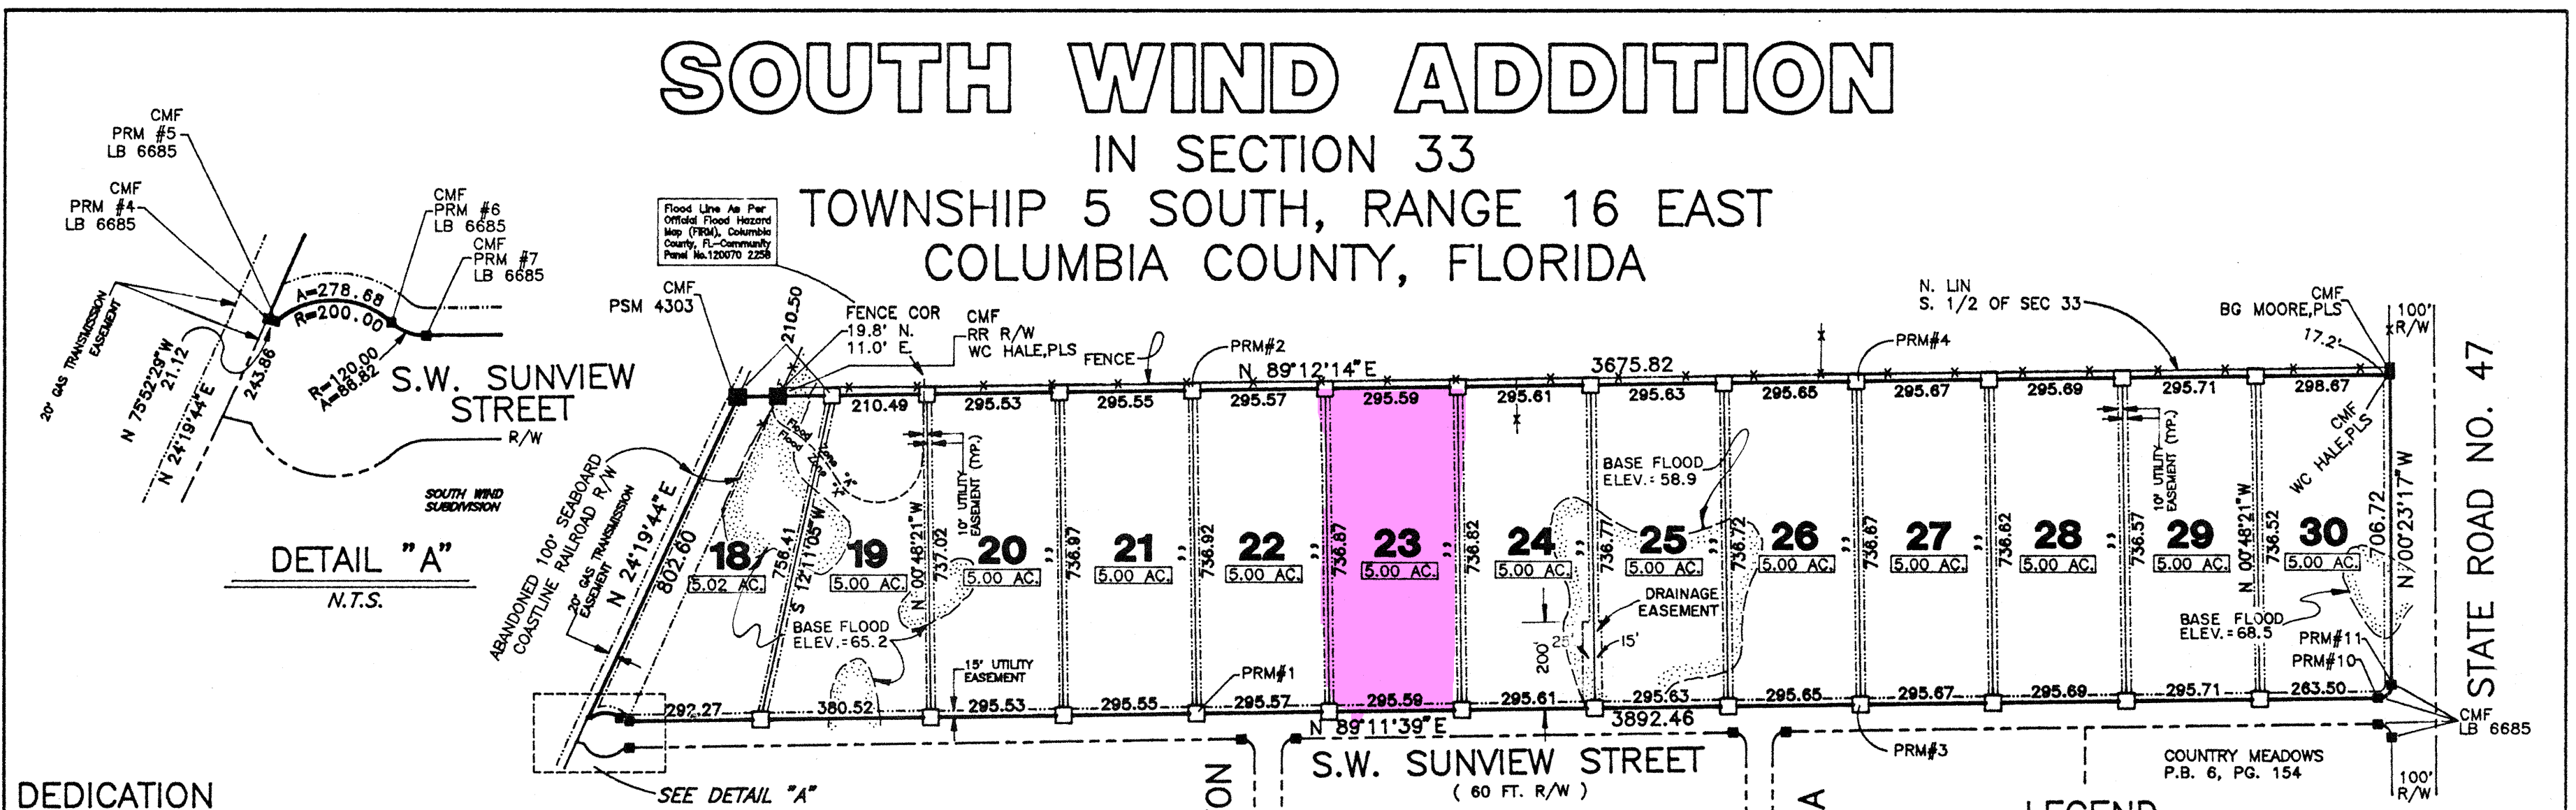 SOUTH WIND ADDITION
IN SECTION 33
TOWNSHIP 5 SOUTH, RANGE 16 EAST
COLUMBIA COUNTY, FLORIDA
CMF
PRM #5
LB 6685
CMF
PRM #4
LB 6685
CMF
PRM #6
LB 6685
CMF
PRM #7
LB 6685
A=278.68
R=200.00
R=120.00
A=86.82
20' GAS TRANSMISSION
EASEMENT
N 75°52'29" W
21.12
N 24°19'44" E
243.86
S.W. SUNVIEW
STREET
R/W
SOUTH WIND
SUBDIVISION
DETAIL "A"
N.T.S.
Flood Line As Per
Official Flood Hazard
Map (FIRM), Columbia
County, FL-Community
Panel No.120070 225B
CMF
PSM 4303
210.50
FENCE COR
19.8' N.
11.0' E.
CMF
RR R/W
WC HALE,PLS
FENCE
PRM#2
N 89°12'14" E
3675.82
PRM#4
N. LIN
S. 1/2 OF SEC 33
CMF
BG MOORE,PLS
17.2'
100'
R/W
210.49
295.53
295.55
295.57
295.59
295.61
295.63
295.65
295.67
295.69
295.71
298.67
CMF
WC HALE,PLS
STATE ROAD NO. 47
ABANDONED 100' SEABOARD
COASTLINE RAILROAD R/W
20' GAS TRANSMISSION
EASEMENT
N 24°19'44" E
802.60
Flood Zone
Flood Zone "A"
10' UTILITY
EASEMENT (TYP.)
BASE FLOOD
ELEV.: 58.9
10' UTILITY
EASEMENT (TYP.)
18
5.02 AC.
756.41
S 12°11'05" W
19
5.00 AC.
N 00°48'21" W
737.02
20
5.00 AC.
736.97
"
21
5.00 AC.
736.92
"
22
5.00 AC.
736.87
"
23
5.00 AC.
736.82
"
24
5.00 AC.
736.77
"
25
5.00 AC.
736.72
"
26
5.00 AC.
736.67
"
27
5.00 AC.
736.62
"
28
5.00 AC.
736.57
"
29
5.00 AC.
N 00°48'21" W
736.52
30
5.00 AC.
706.72
N 00°23'17" W
BASE FLOOD
ELEV.=65.2
DRAINAGE
EASEMENT
200'
25'
15'
BASE FLOOD
ELEV.=68.5
PRM#11
PRM#10
15' UTILITY
EASEMENT
PRM#1
292.27
380.52
295.53
295.55
295.57
295.59
295.61
295.63
295.65
295.67
295.69
295.71
263.50
N 89°11'39" E
3892.46
PRM#3
CMF
LB 6685
S.W. SUNVIEW STREET
( 60 FT. R/W )
COUNTRY MEADOWS
P.B. 6, PG. 154
100'
R/W
SEE DETAIL "A"
DEDICATION
ON
A
LEGEND